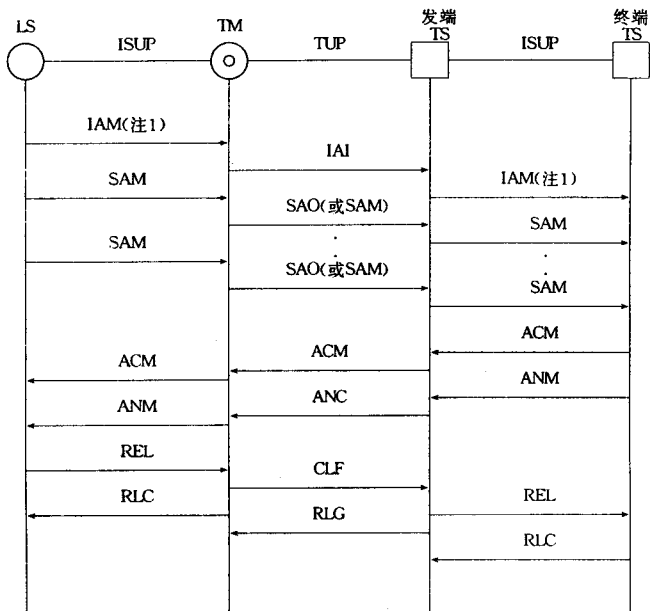 LS
ISUP
TM
TUP
发端
TS
ISUP
终端
TS
IAM(注1)
IAI
SAM
IAM(注1)
SAO(或SAM)
SAM
SAM
SAO(或SAM)
SAM
ACM
ACM
ACM
ANM
ANC
ANM
REL
CLF
RLC
REL
RLG
RLC